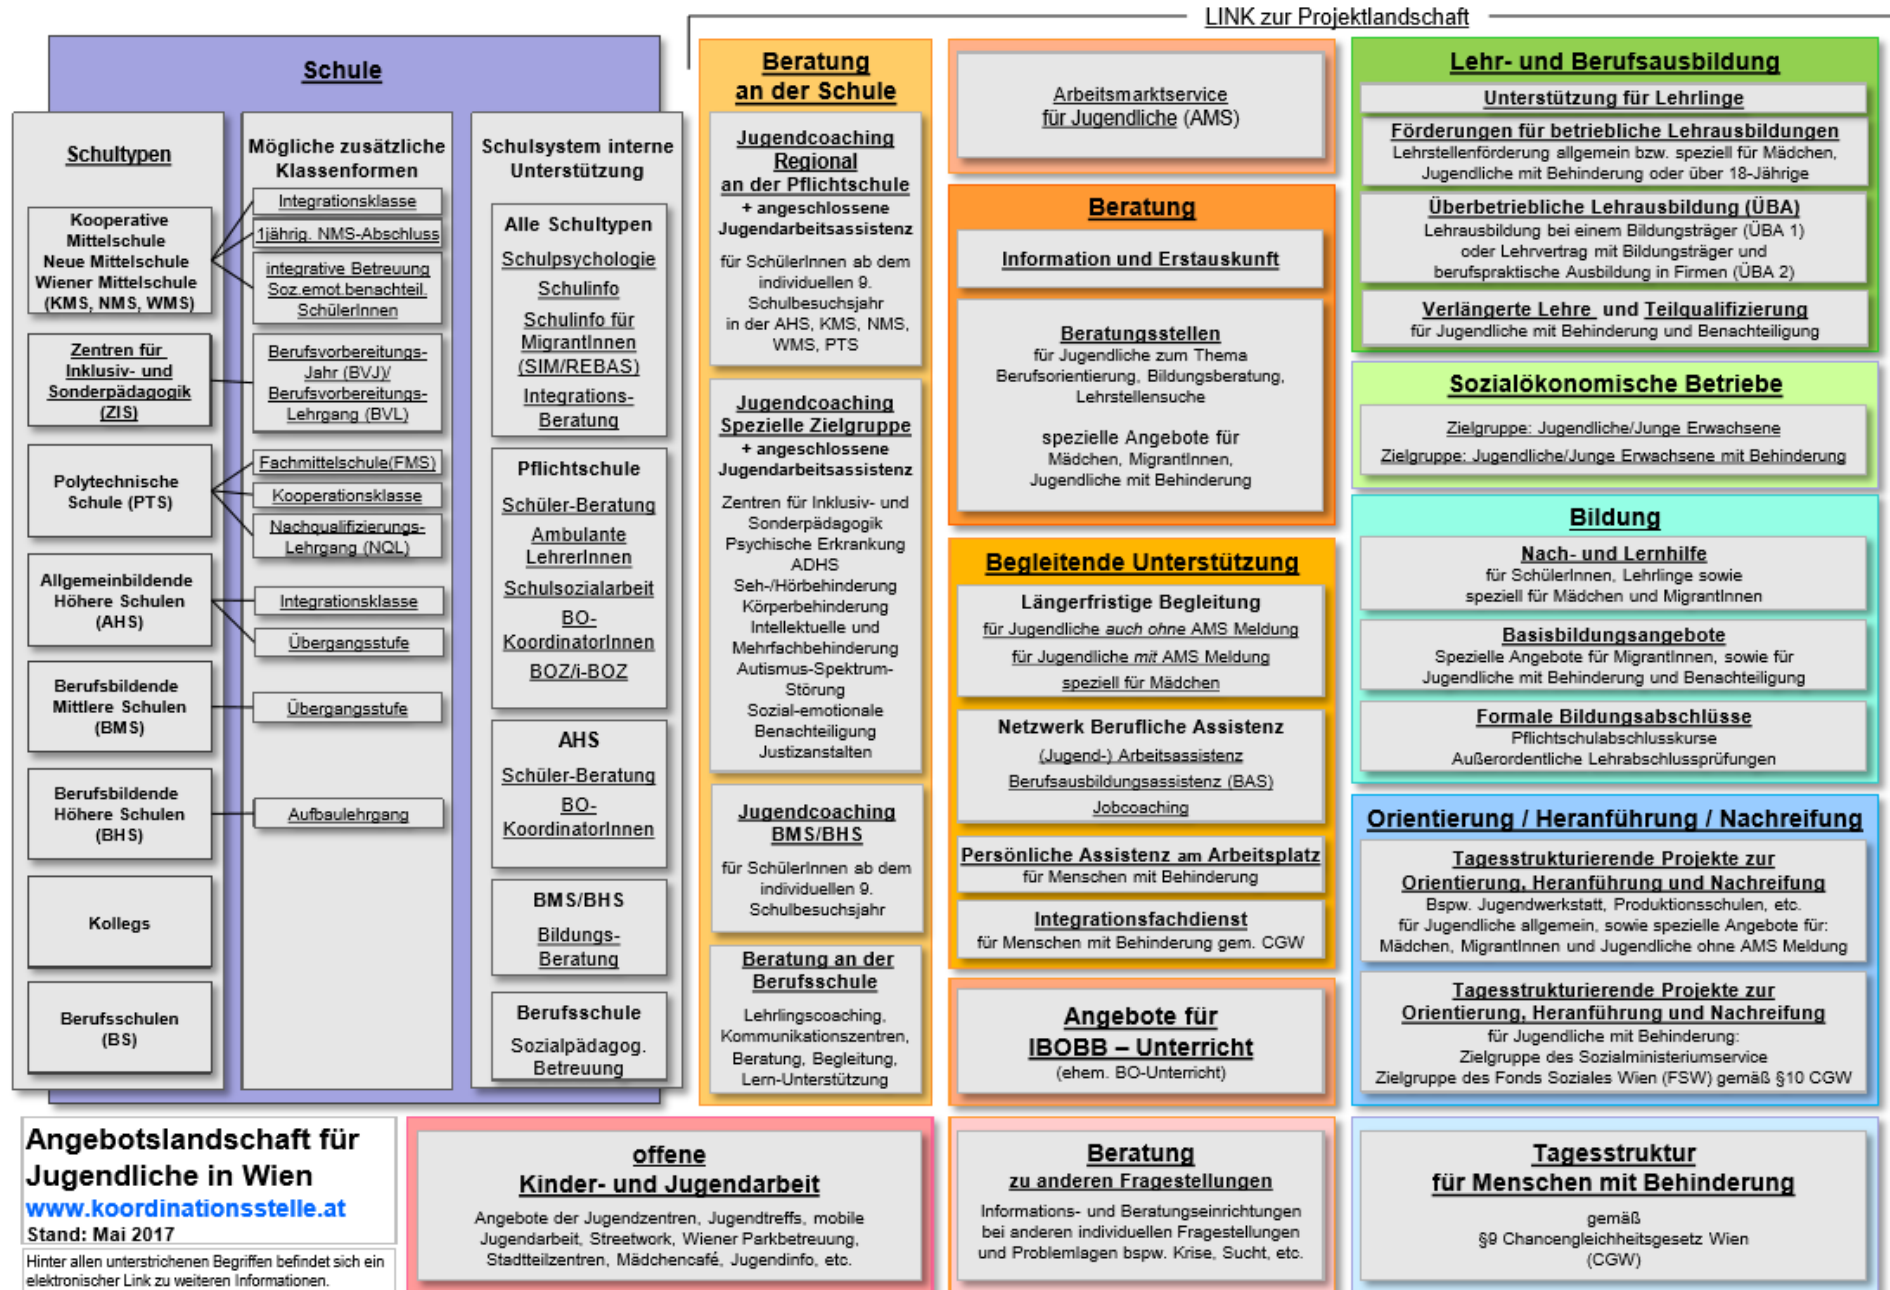 LINK zur Projektlandschaft
Schule
Schultypen
Kooperative
Mittelschule
Neue Mittelschule
Wiener Mittelschule
(KMS, NMS, WMS)
Zentren für
Inklusiv- und
Sonderpädagogik
(ZIS)
Polytechnische
Schule (PTS)
Allgemeinbildende
Höhere Schulen
(AHS)
Berufsbildende
Mittlere Schulen
(BMS)
Berufsbildende
Höhere Schulen
(BHS)
Kollegs
Berufsschulen
(BS)
Mögliche zusätzliche
Klassenformen
Integrationsklasse
1jährig. NMS-Abschluss
integrative Betreuung
Soz.emot.benachteil.
SchülerInnen
Berufsvorbereitungs-
Jahr (BVJ)/
Berufsvorbereitungs-
Lehrgang (BVL)
Fachmittelschule(FMS)
Kooperationsklasse
Nachqualifizierungs-
Lehrgang (NQL)
Integrationsklasse
Übergangsstufe
Übergangsstufe
Aufbaulehrgang
Schulsystem interne
Unterstützung
Alle Schultypen
Schulpsychologie
Schulinfo
Schulinfo für
MigrantInnen
(SIM/REBAS)
Integrations-
Beratung
Pflichtschule
Schüler-Beratung
Ambulante
LehrerInnen
Schulsozialarbeit
BO-
KoordinatorInnen
BOZ/i-BOZ
AHS
Schüler-Beratung
BO-
KoordinatorInnen
BMS/BHS
Bildungs-
Beratung
Berufsschule
Sozialpädagog.
Betreuung
Beratung
an der Schule
Jugendcoaching
Regional
an der Pflichtschule
+ angeschlossene
Jugendarbeitsassistenz
für SchülerInnen ab dem
individuellen 9.
Schulbesuchsjahr
in der AHS, KMS, NMS,
WMS, PTS
Jugendcoaching
Spezielle Zielgruppe
+ angeschlossene
Jugendarbeitsassistenz
Zentren für Inklusiv- und
Sonderpädagogik
Psychische Erkrankung
ADHS
Seh-/Hörbehinderung
Körperbehinderung
Intellektuelle und
Mehrfachbehinderung
Autismus-Spektrum-
Störung
Sozial-emotionale
Benachteiligung
Justizanstalten
Jugendcoaching
BMS/BHS
für SchülerInnen ab dem
individuellen 9.
Schulbesuchsjahr
Beratung an der
Berufsschule
Lehrlingscoaching,
Kommunikationszentren,
Beratung, Begleitung,
Lern-Unterstützung
Arbeitsmarktservice
für Jugendliche (AMS)
Beratung
Information und Erstauskunft
Beratungsstellen
für Jugendliche zum Thema
Berufsorientierung, Bildungsberatung,
Lehrstellensuche
spezielle Angebote für
Mädchen, MigrantInnen,
Jugendliche mit Behinderung
Begleitende Unterstützung
Längerfristige Begleitung
für Jugendliche auch ohne AMS Meldung
für Jugendliche mit AMS Meldung
speziell für Mädchen
Netzwerk Berufliche Assistenz
(Jugend-) Arbeitsassistenz
Berufsausbildungsassistenz (BAS)
Jobcoaching
Persönliche Assistenz am Arbeitsplatz
für Menschen mit Behinderung
Integrationsfachdienst
für Menschen mit Behinderung gem. CGW
Angebote für
IBOBB – Unterricht
(ehem. BO-Unterricht)
Lehr- und Berufsausbildung
Unterstützung für Lehrlinge
Förderungen für betriebliche Lehrausbildungen
Lehrstellenförderung allgemein bzw. speziell für Mädchen,
Jugendliche mit Behinderung oder über 18-Jährige
Überbetriebliche Lehrausbildung (ÜBA)
Lehrausbildung bei einem Bildungsträger (ÜBA 1)
oder Lehrvertrag mit Bildungsträger und
berufspraktische Ausbildung in Firmen (ÜBA 2)
Verlängerte Lehre und Teilqualifizierung
für Jugendliche mit Behinderung und Benachteiligung
Sozialökonomische Betriebe
Zielgruppe: Jugendliche/Junge Erwachsene
Zielgruppe: Jugendliche/Junge Erwachsene mit Behinderung
Bildung
Nach- und Lernhilfe
für SchülerInnen, Lehrlinge sowie
speziell für Mädchen und MigrantInnen
Basisbildungsangebote
Spezielle Angebote für MigrantInnen, sowie für
Jugendliche mit Behinderung und Benachteiligung
Formale Bildungsabschlüsse
Pflichtschulabschlusskurse
Außerordentliche Lehrabschlussprüfungen
Orientierung / Heranführung / Nachreifung
Tagesstrukturierende Projekte zur
Orientierung, Heranführung und Nachreifung
Bspw. Jugendwerkstatt, Produktionsschulen, etc.
für Jugendliche allgemein, sowie spezielle Angebote für:
Mädchen, MigrantInnen und Jugendliche ohne AMS Meldung
Tagesstrukturierende Projekte zur
Orientierung, Heranführung und Nachreifung
für Jugendliche mit Behinderung:
Zielgruppe des Sozialministeriumservice
Zielgruppe des Fonds Soziales Wien (FSW) gemäß §10 CGW
Angebotslandschaft für
Jugendliche in Wien
www.koordinationsstelle.at
Stand: Mai 2017
Hinter allen unterstrichenen Begriffen befindet sich ein
elektronischer Link zu weiteren Informationen.
offene
Kinder- und Jugendarbeit
Angebote der Jugendzentren, Jugendtreffs, mobile
Jugendarbeit, Streetwork, Wiener Parkbetreuung,
Stadtteilzentren, Mädchencafé, Jugendinfo, etc.
Beratung
zu anderen Fragestellungen
Informations- und Beratungseinrichtungen
bei anderen individuellen Fragestellungen
und Problemlagen bspw. Krise, Sucht, etc.
Tagesstruktur
für Menschen mit Behinderung
gemäß
§9 Chancengleichheitsgesetz Wien
(CGW)